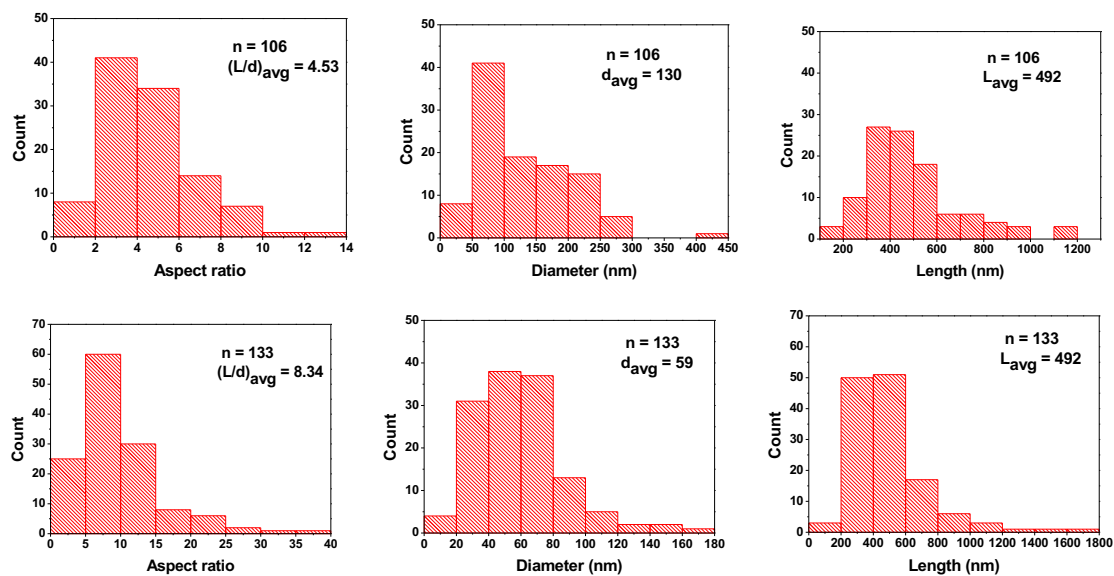 50
40
30
20
10
0
Count
n = 106
(L/d)avg = 4.53
0 2 4 6 8 10 12 14
Aspect ratio
50
40
30
20
10
0
Count
n = 106
davg = 130
0 50 100 150 200 250 300 350 400 450
Diameter (nm)
50
40
30
20
10
0
Count
n = 106
Lavg = 492
200 400 600 800 1000 1200
Length (nm)
70
60
50
40
30
20
10
0
Count
n = 133
(L/d)avg = 8.34
0 5 10 15 20 25 30 35 40
Aspect ratio
50
40
30
20
10
0
Count
n = 133
davg = 59
0 20 40 60 80 100 120 140 160 180
Diameter (nm)
70
60
50
40
30
20
10
0
Count
n = 133
Lavg = 492
0 200 400 600 800 1000 1200 1400 1600 1800
Length (nm)